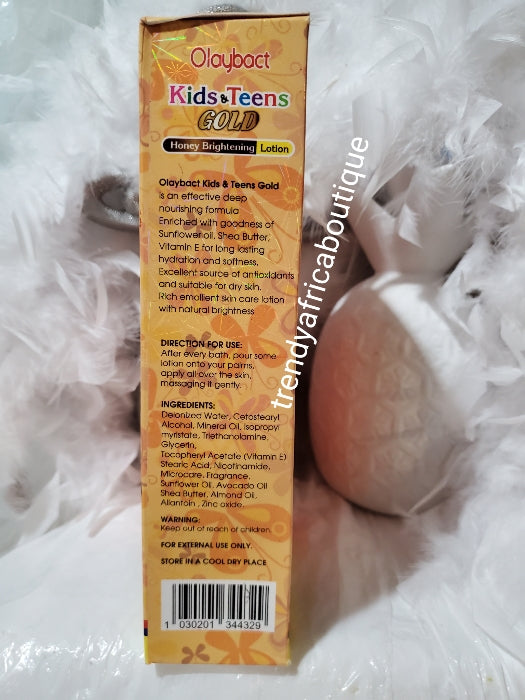 Olaybact
Kids & Teens
GOLD
Honey Brightening Lotion
Olaybact Kids & Teens Gold
is an effective deep
nourishing formula
Enriched with goodness of
Sunflower oil, Shea Butter,
Vitamin E for long lasting
hydration and softness.
Excellent source of antioxidants
and suitable for dry skin.
Rich emollient skin care lotion
with natural brightness
DIRECTION FOR USE:
After every bath, pour some
lotion onto your palms,
apply all over the skin,
massaging it gently.
INGREDIENTS:
Deionized Water, Cetostearyl
Alcohol, Mineral Oil, Isopropyl
myristate, Triethanolamine,
Glycerin,
Tocopheryl Acetate (Vitamin E)
Stearic Acid, Nicotinamide,
Microcare, Fragrance,
Sunflower Oil, Avocado Oil
Shea Butter, Almond Oil,
Allantoin, Zinc oxide.
WARNING:
Keep out of reach of children.
FOR EXTERNAL USE ONLY.
STORE IN A COOL DRY PLACE
1 030201 344329
trendyafricaboutique